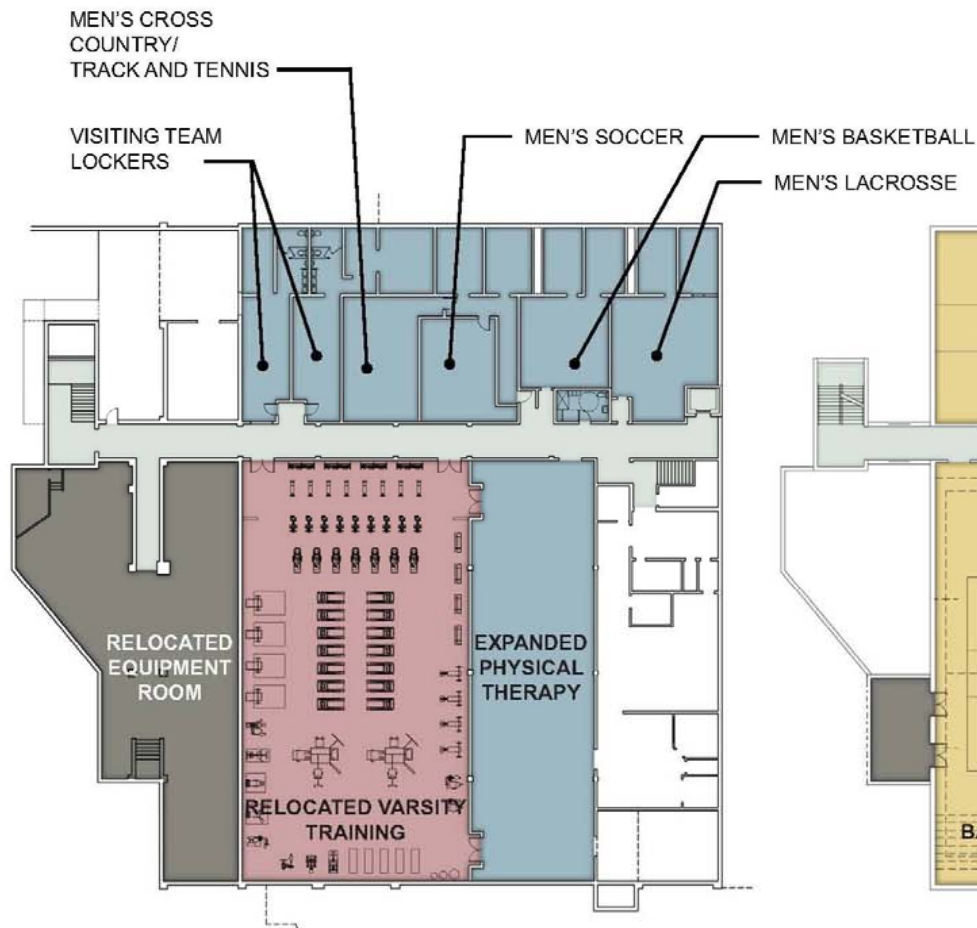 MEN'S CROSS
COUNTRY/
TRACK AND TENNIS
VISITING TEAM
LOCKERS
MEN'S SOCCER
MEN'S BASKETBALL
MEN'S LACROSSE
RELOCATED
EQUIPMENT
ROOM
EXPANDED
PHYSICAL
THERAPY
RELOCATED VARSITY
TRAINING